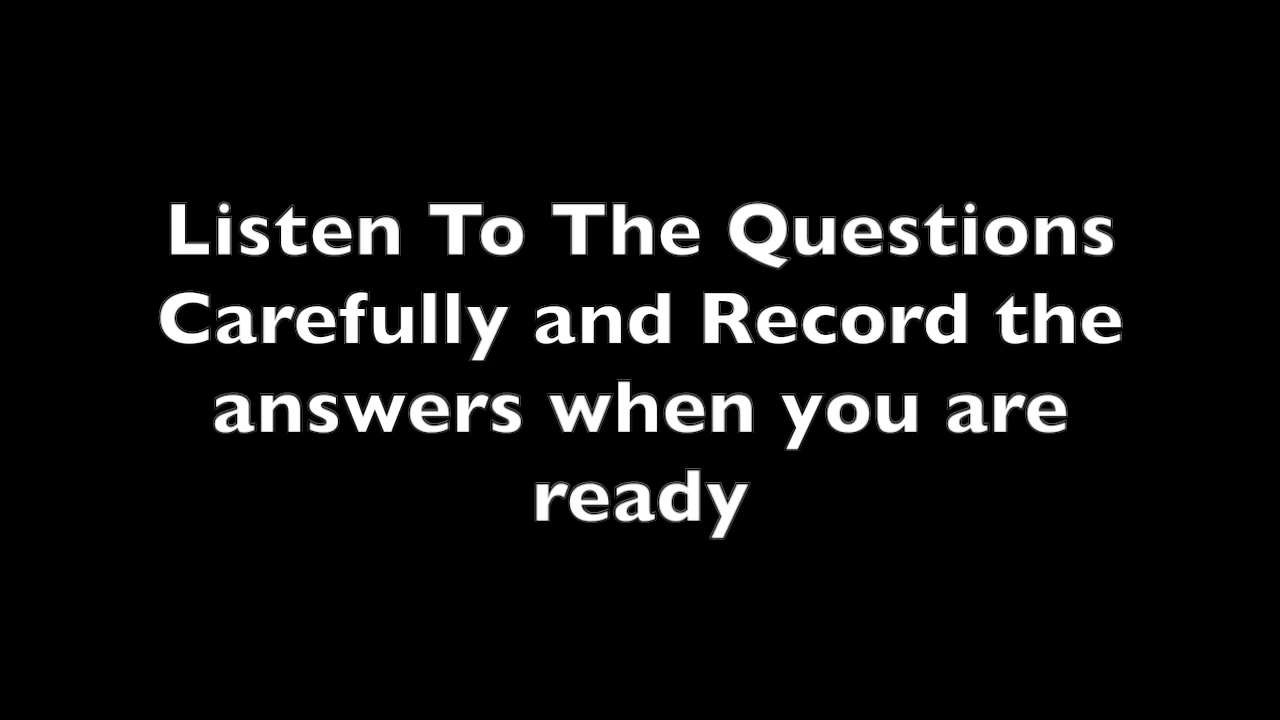 Listen To The Questions
Carefully and Record the
answers when you are
ready